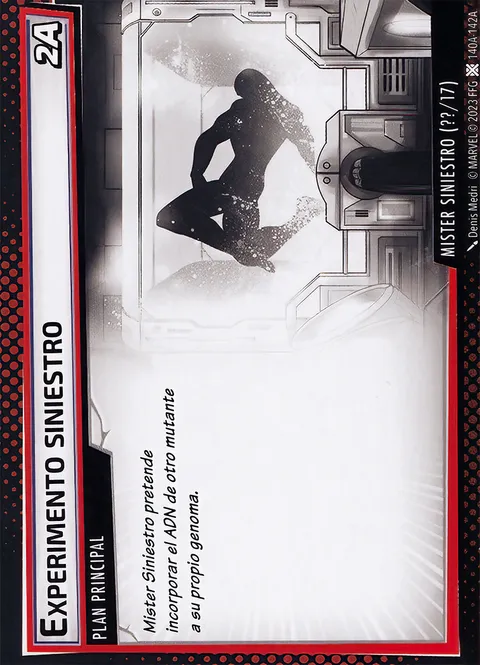 EXPERIMENTO SINIESTRO
2A
PLAN PRINCIPAL
Mister Siniestro pretende
incorporar el ADN de otro mutante
a su propio genoma.
MISTER SINIESTRO (??/17)
Denis Medri © MARVEL © 2023 FFG 140A-142A